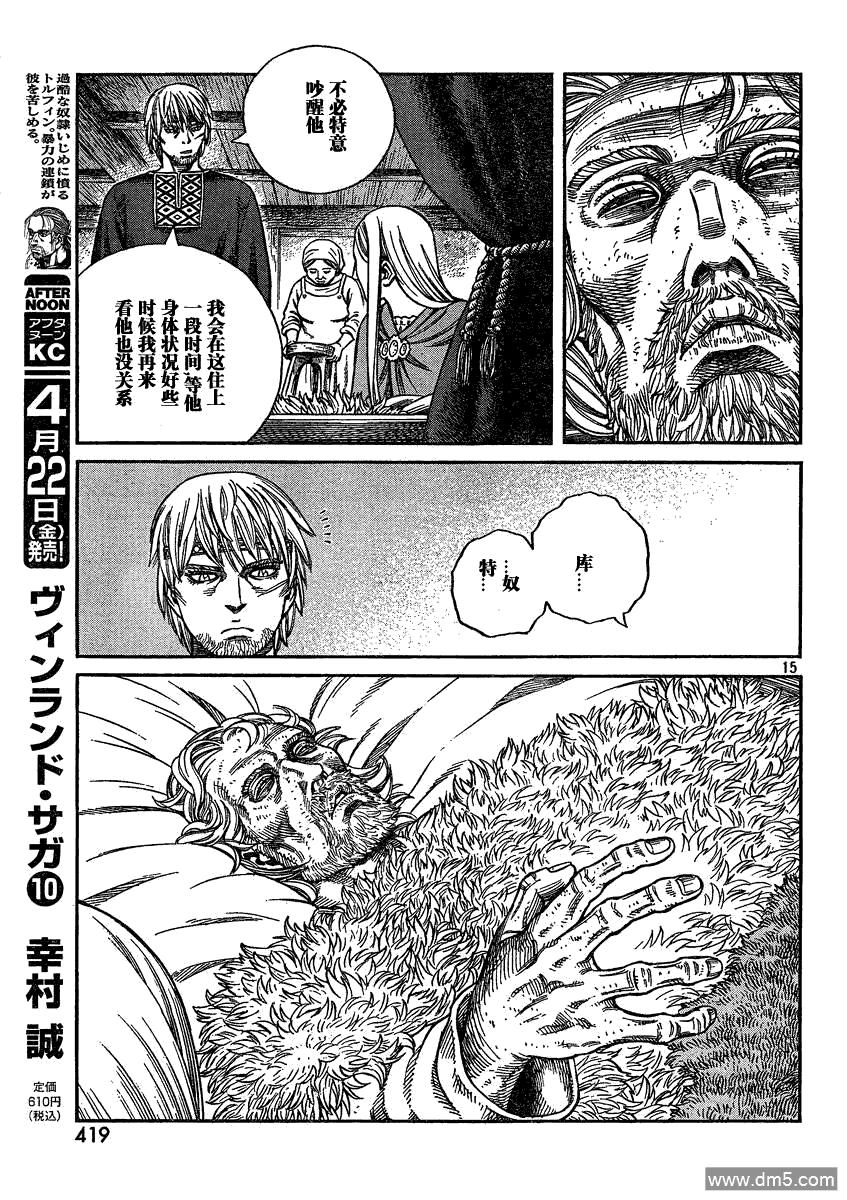 不必特意
吵醒他
我会在这住上
一段时间，等他
身体状况好些
时候我再来
看他也没关系
库……
……奴
特……
15
過酷な奴隷いじめに憤る
トルフィン。暴力の連鎖が
彼を苦しめる。
AFTER
NOON
アフタ
ヌーン
KC
4月22日(金)発売!
ヴィンランド・サガ10
幸村誠
定価
610円
(税込)
419
www.dm5.com